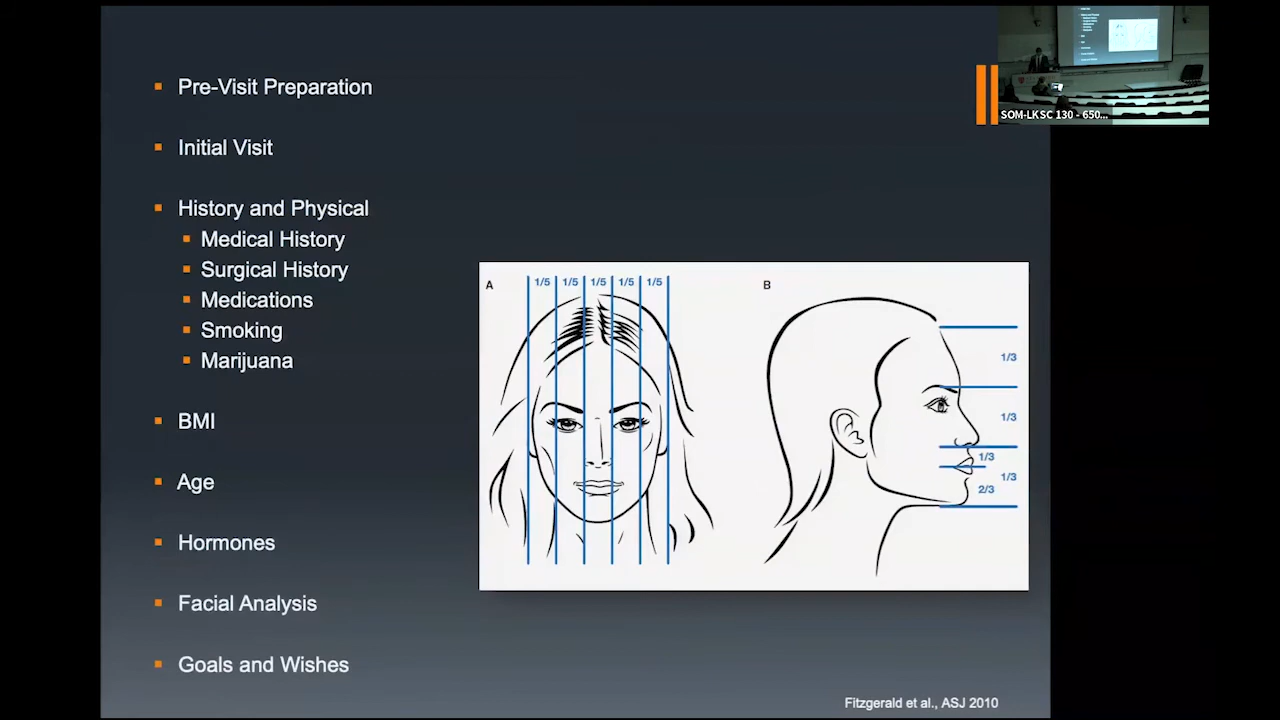 Pre-Visit Preparation
Initial Visit
History and Physical
Medical History
Surgical History
Medications
Smoking
Marijuana
BMI
Age
Hormones
Facial Analysis
Goals and Wishes
A
1/5 1/5 1/5 1/5 1/5
B
1/3
1/3
1/3
1/3
2/3
Fitzgerald et al., ASJ 2010
SOM-LKSC 130 - 650...